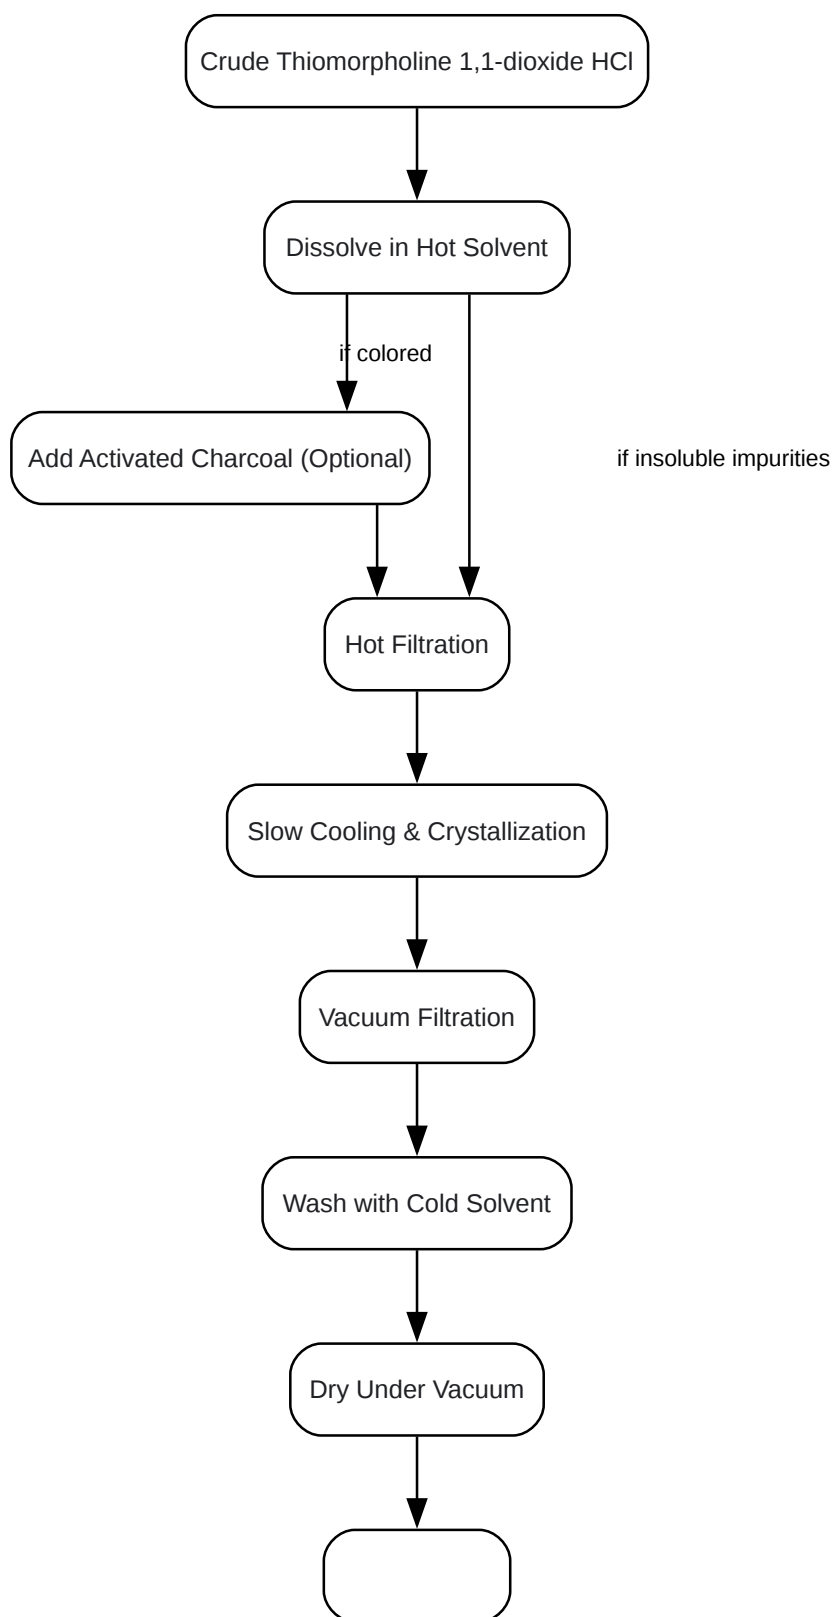 Crude Thiomorpholine 1,1-dioxide HCl
Dissolve in Hot Solvent
if colored
Add Activated Charcoal (Optional)
if insoluble impurities
Hot Filtration
Slow Cooling & Crystallization
Vacuum Filtration
Wash with Cold Solvent
Dry Under Vacuum